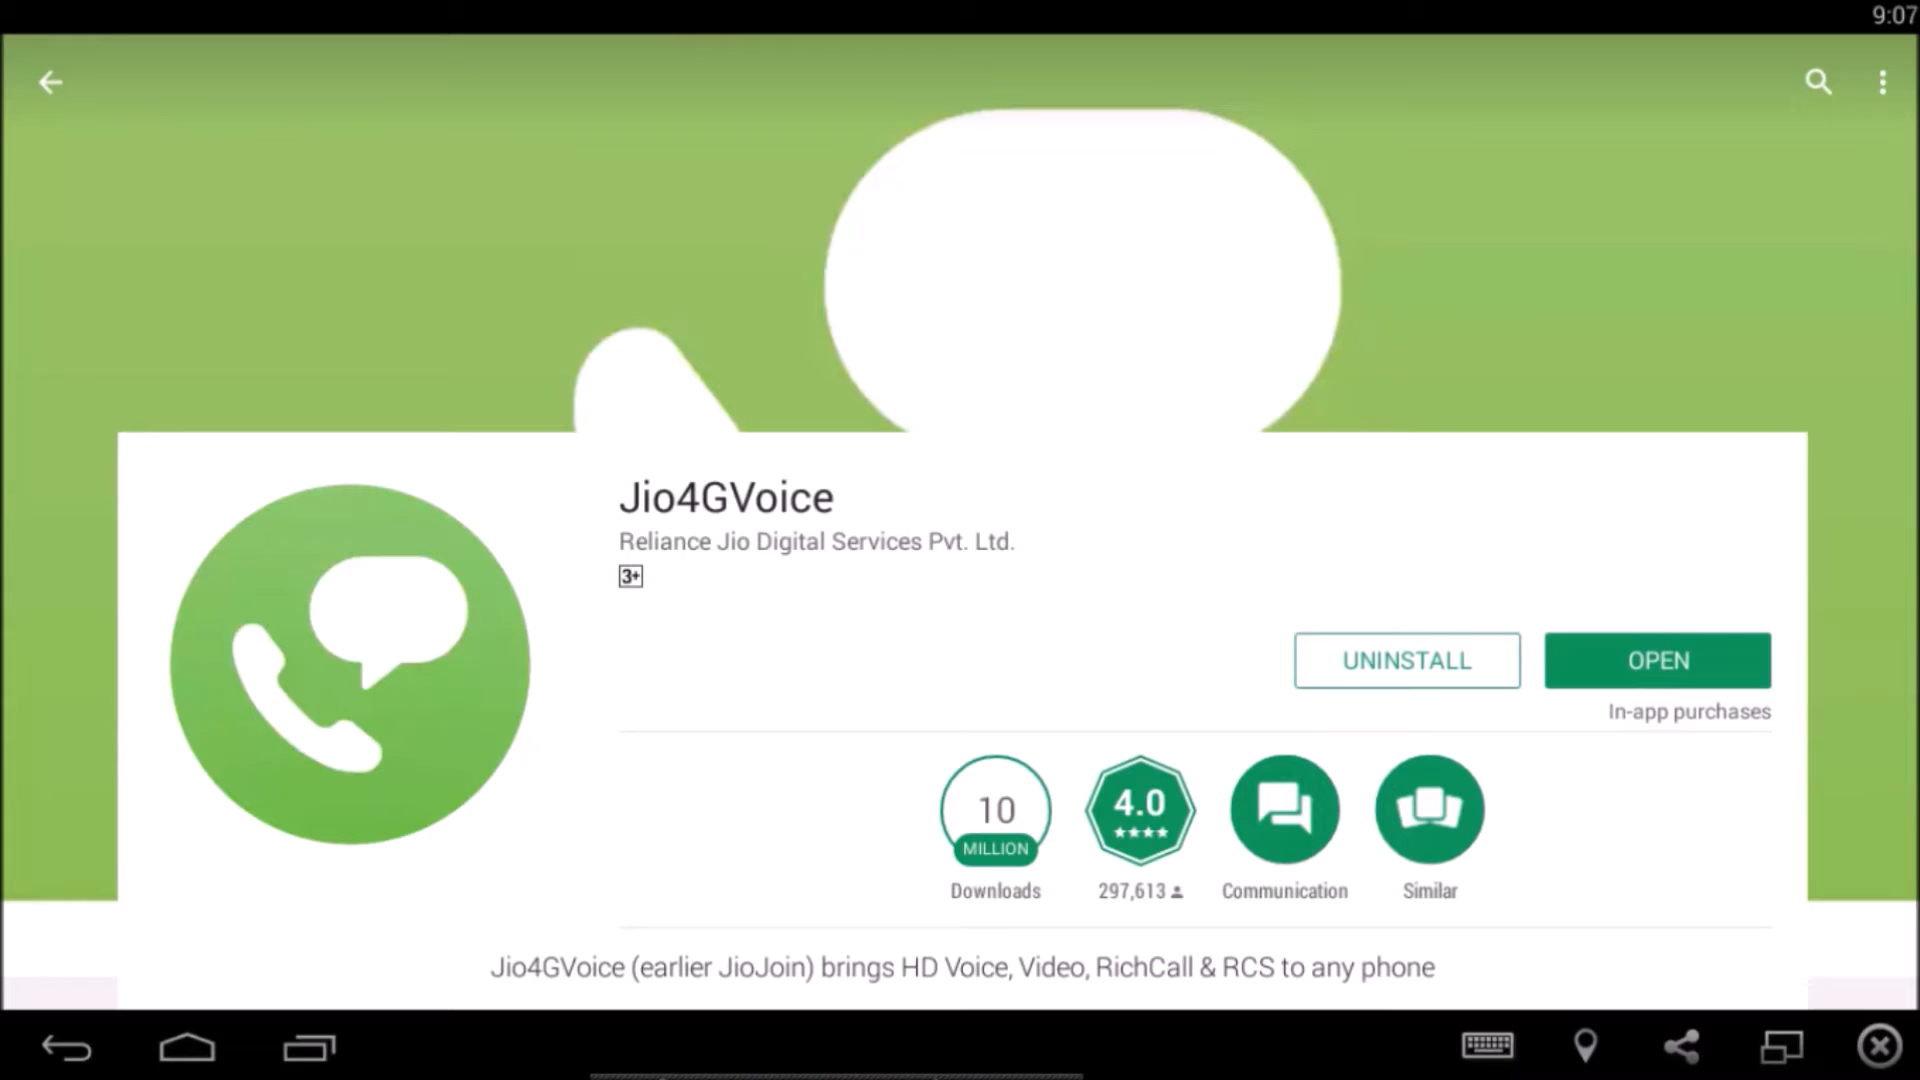 9:07
Jio4GVoice
Reliance Jio Digital Services Pvt. Ltd.
3+
UNINSTALL
OPEN
In-app purchases
10
MILLION
Downloads
4.0
297,613
Communication
Similar
Jio4GVoice (earlier JioJoin) brings HD Voice, Video, RichCall & RCS to any phone